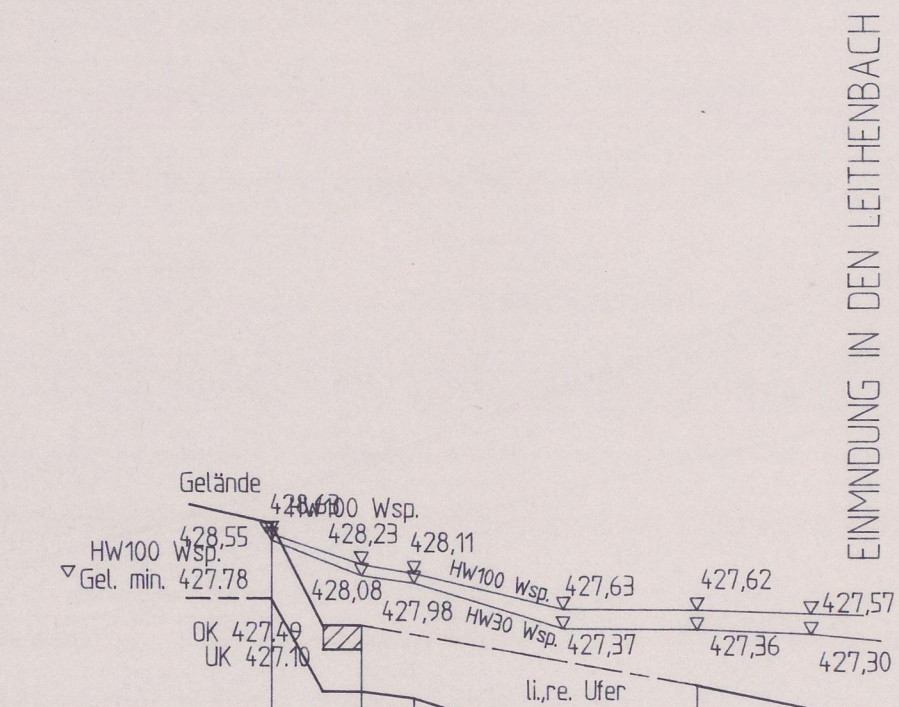 EINMNDUNG IN DEN LEITHENBACH
Gelände
428,63
HW100 Wsp.
428,55
428,23
428,11
HW100 Wsp.
Gel. min. 427.78
428,08
HW100 Wsp.
427,63
427,62
427,57
427,98
HW30 Wsp.
OK 427.49
427,37
427,36
UK 427.10
427,30
li.,re. Ufer